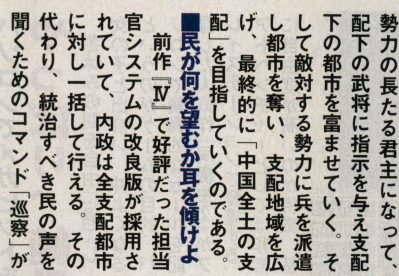 勢力の長たる君主になって、
配下の武将に指示を与え支配
下の都市を富ませていく。そ
して敵対する勢力に兵を派遣
し都市を奪い、支配地域を広
げ、最終的に「中国全土の支
配」を目指していくのである。
■民が何を望むか耳を傾けよ
　前作『Ⅳ』で好評だった担当
官システムの改良版が採用さ
れていて、内政は全支配都市
に対し一括して行える。その
代わり、統治すべき民の声を
聞くためのコマンド「巡察」が